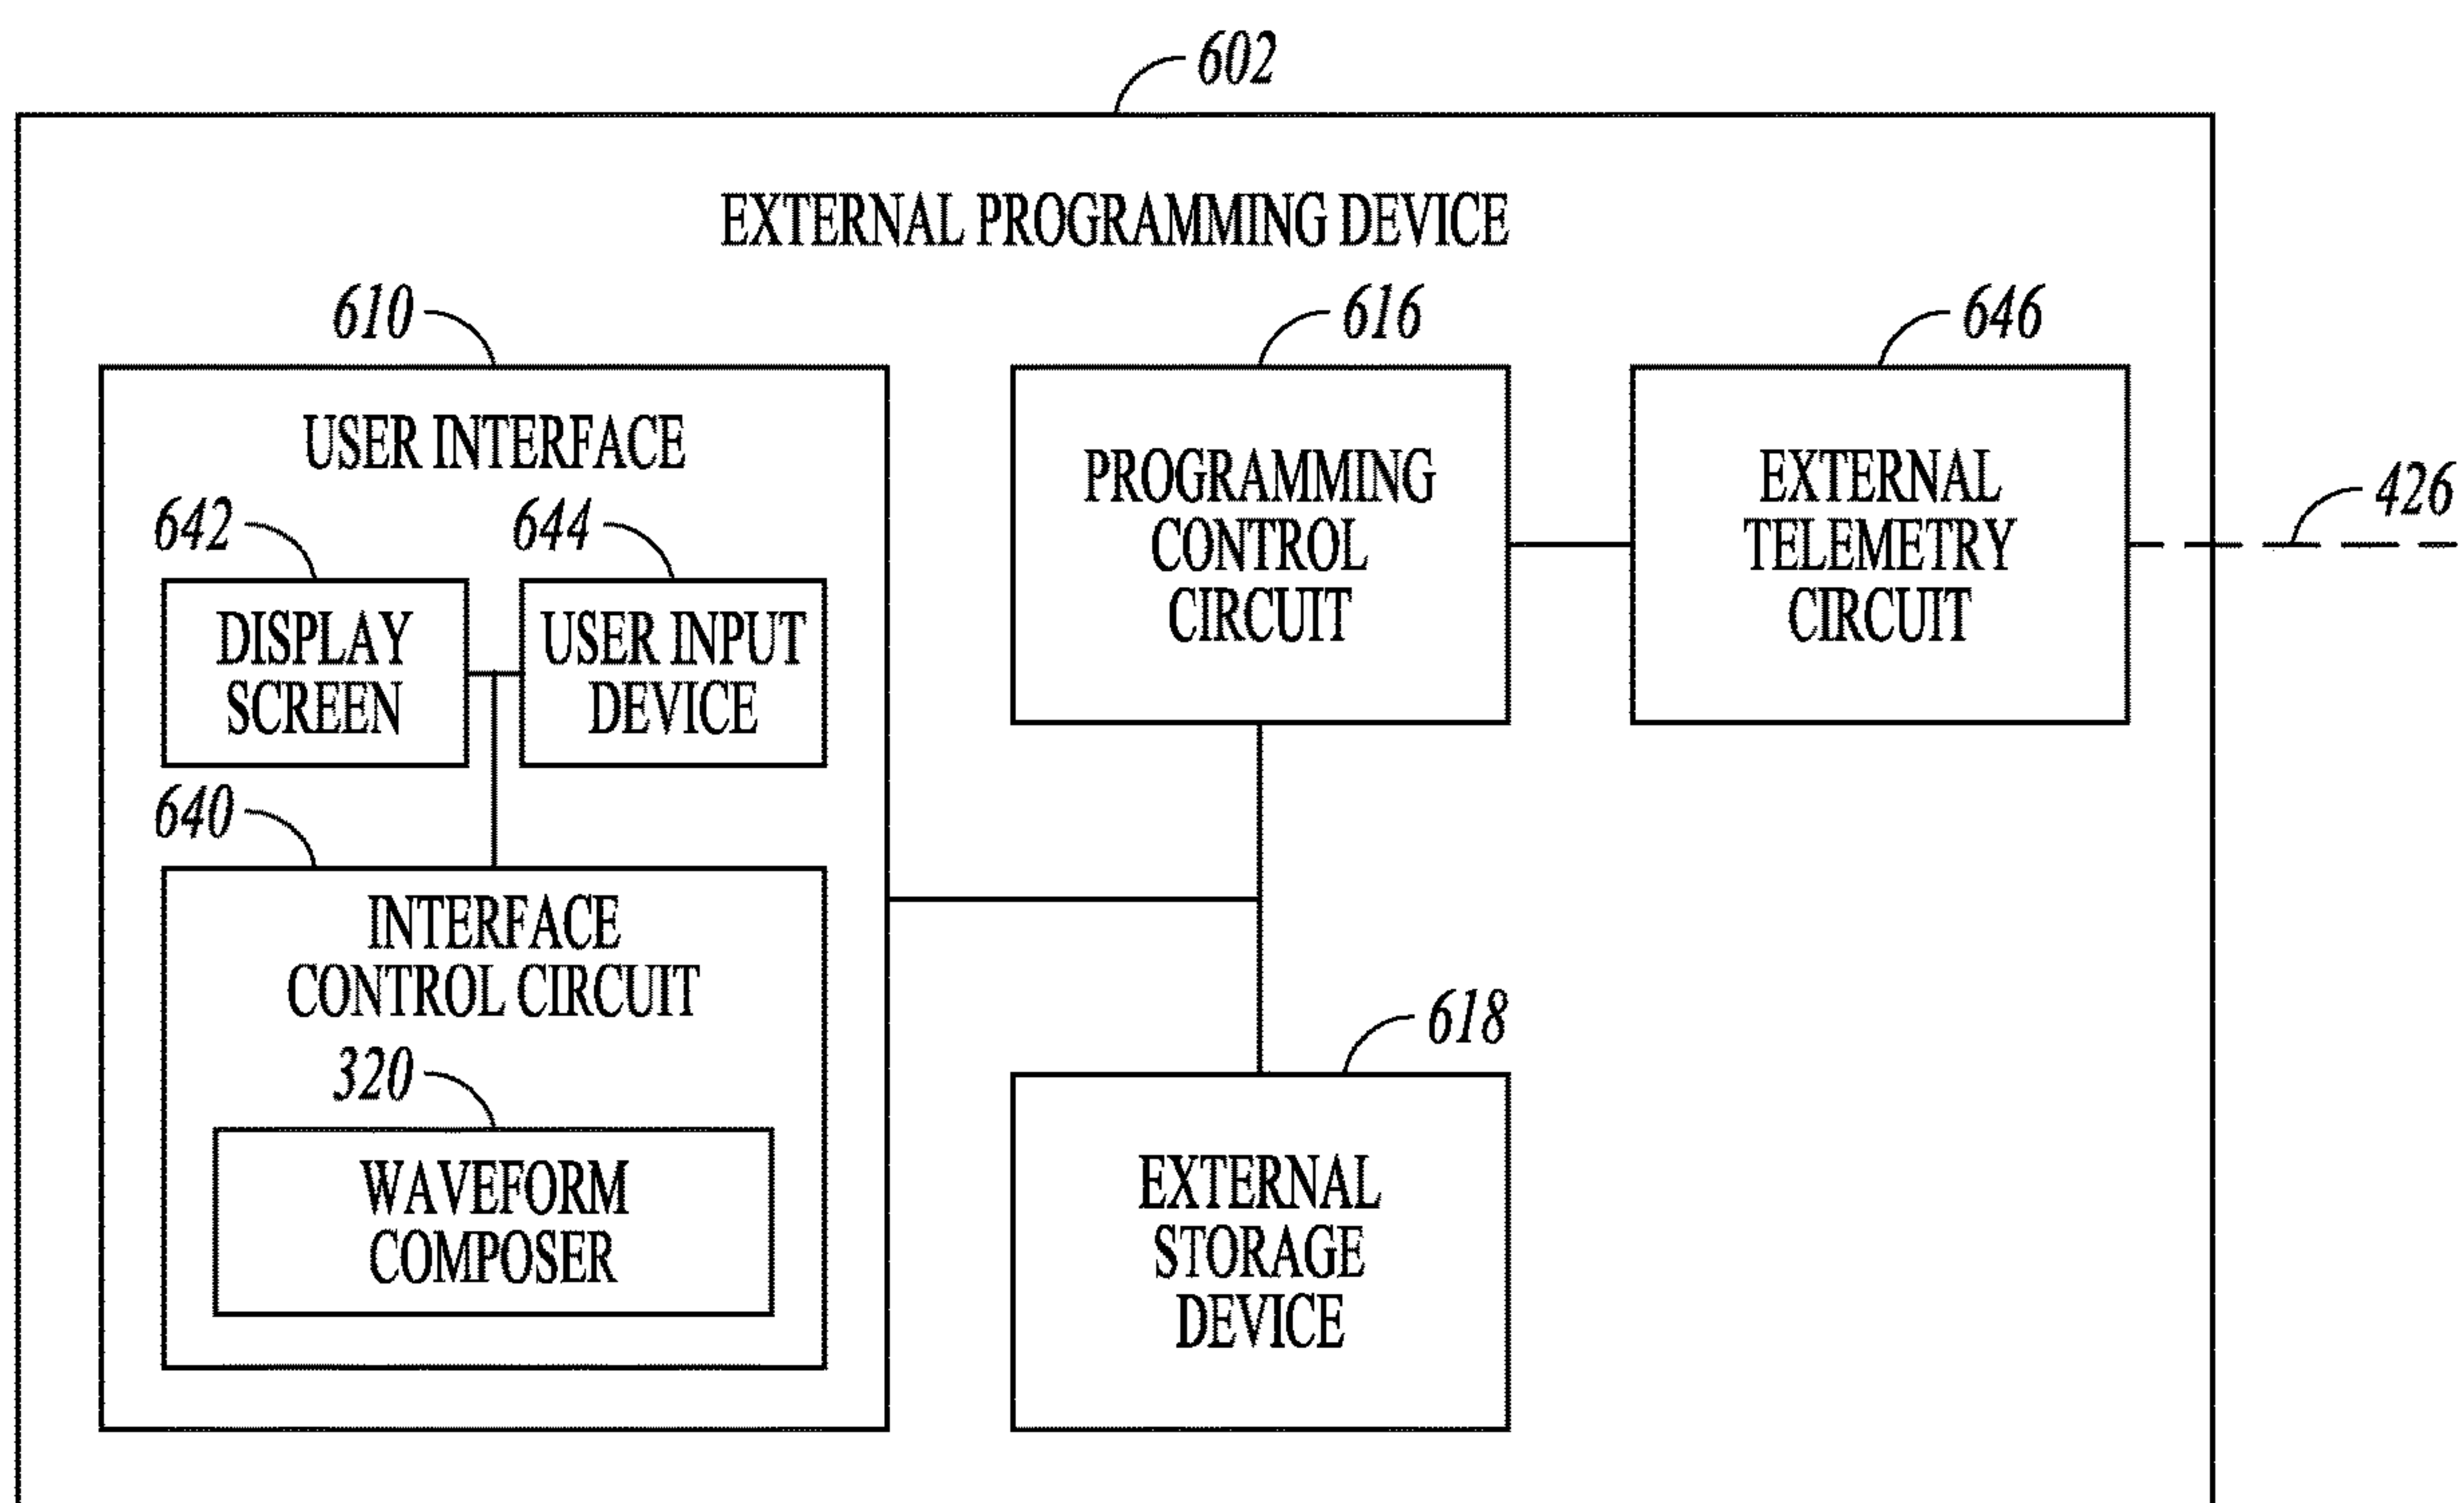 602
EXTERNAL PROGRAMMING DEVICE
610
USER INTERFACE
642
644
DISPLAY
SCREEN
USER INPUT
DEVICE
640
INTERFACE
CONTROL CIRCUIT
320
WAVEFORM
COMPOSER
616
PROGRAMMING
CONTROL
CIRCUIT
646
EXTERNAL
TELEMETRY
CIRCUIT
426
618
EXTERNAL
STORAGE
DEVICE